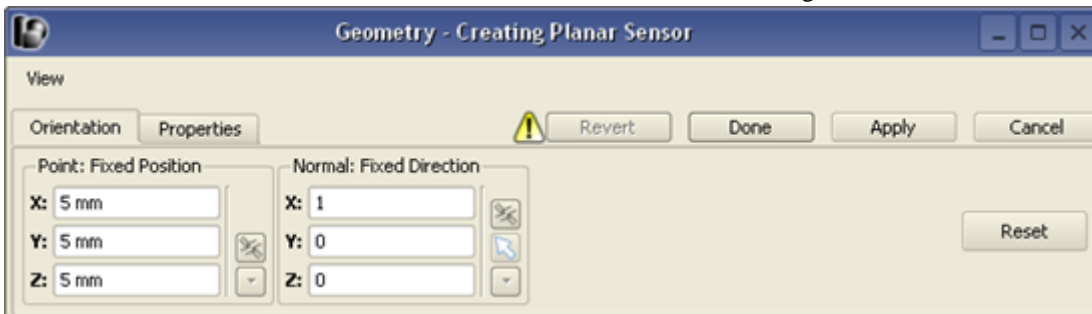 Geometry - Creating Planar Sensor
View
Orientation Properties Revert Done Apply Cancel
Point: Fixed Position Normal: Fixed Direction
X: 5 mm X: 1
Y: 5 mm Y: 0 Reset
Z: 5 mm Z: 0